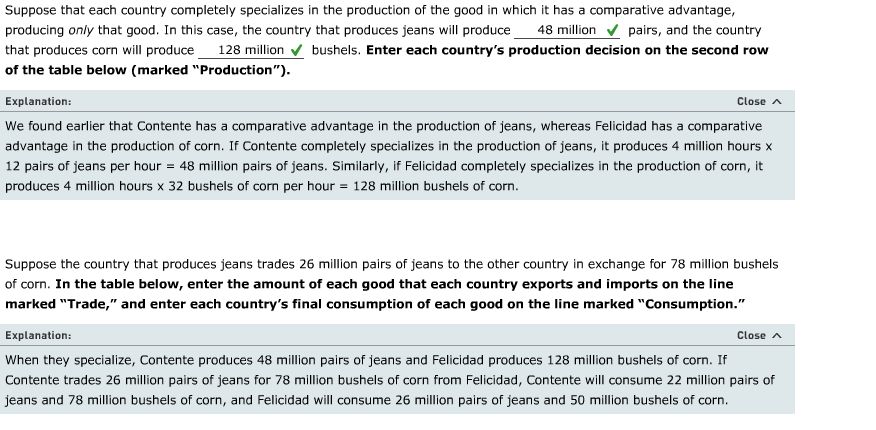 Suppose that each country completely specializes in the production of the good in which it has a comparative advantage,
producing only that good. In this case, the country that produces jeans will produce 48 million ✓ pairs, and the country
that produces corn will produce 128 million ✓ bushels. Enter each country's production decision on the second row
of the table below (marked "Production").
Explanation: Close ^
We found earlier that Contente has a comparative advantage in the production of jeans, whereas Felicidad has a comparative
advantage in the production of corn. If Contente completely specializes in the production of jeans, it produces 4 million hours x
12 pairs of jeans per hour = 48 million pairs of jeans. Similarly, if Felicidad completely specializes in the production of corn, it
produces 4 million hours x 32 bushels of corn per hour = 128 million bushels of corn.
Suppose the country that produces jeans trades 26 million pairs of jeans to the other country in exchange for 78 million bushels
of corn. In the table below, enter the amount of each good that each country exports and imports on the line
marked "Trade," and enter each country's final consumption of each good on the line marked "Consumption."
Explanation: Close ^
When they specialize, Contente produces 48 million pairs of jeans and Felicidad produces 128 million bushels of corn. If
Contente trades 26 million pairs of jeans for 78 million bushels of corn from Felicidad, Contente will consume 22 million pairs of
jeans and 78 million bushels of corn, and Felicidad will consume 26 million pairs of jeans and 50 million bushels of corn.